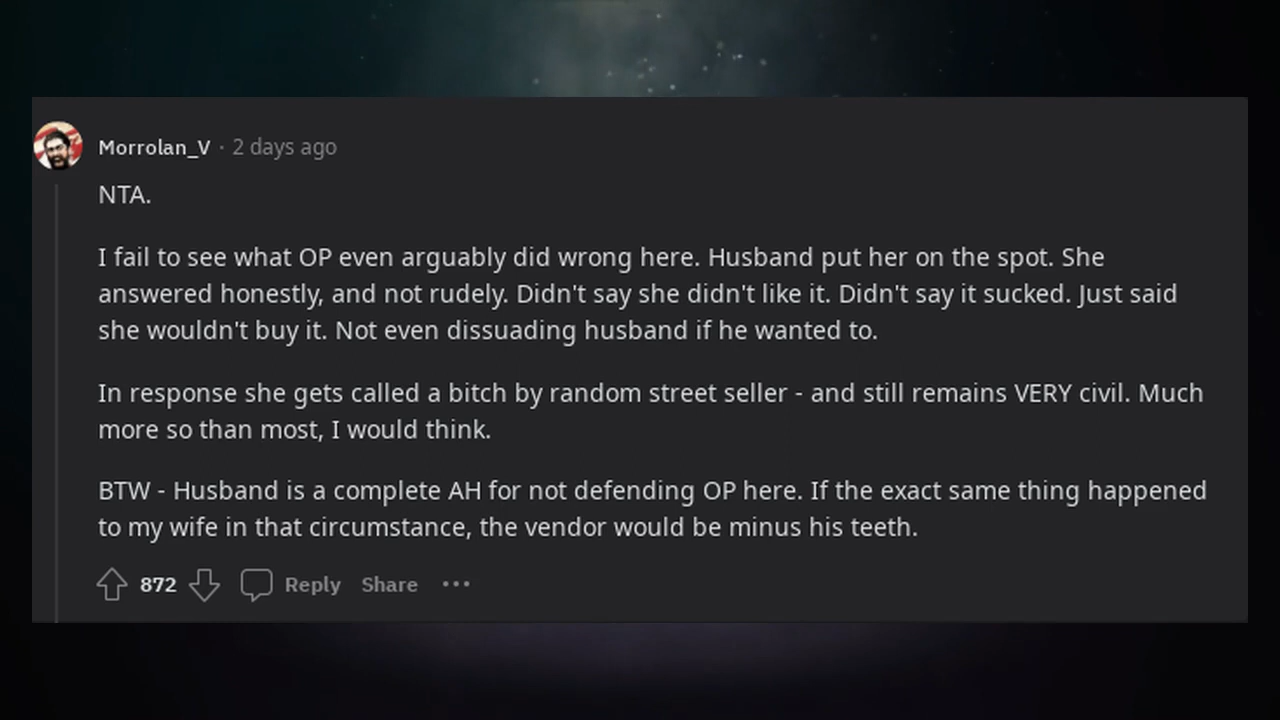 Morrolan_V · 2 days ago
NTA.
I fail to see what OP even arguably did wrong here. Husband put her on the spot. She
answered honestly, and not rudely. Didn't say she didn't like it. Didn't say it sucked. Just said
she wouldn't buy it. Not even dissuading husband if he wanted to.
In response she gets called a bitch by random street seller - and still remains VERY civil. Much
more so than most, I would think.
BTW - Husband is a complete AH for not defending OP here. If the exact same thing happened
to my wife in that circumstance, the vendor would be minus his teeth.
872 Reply Share •••